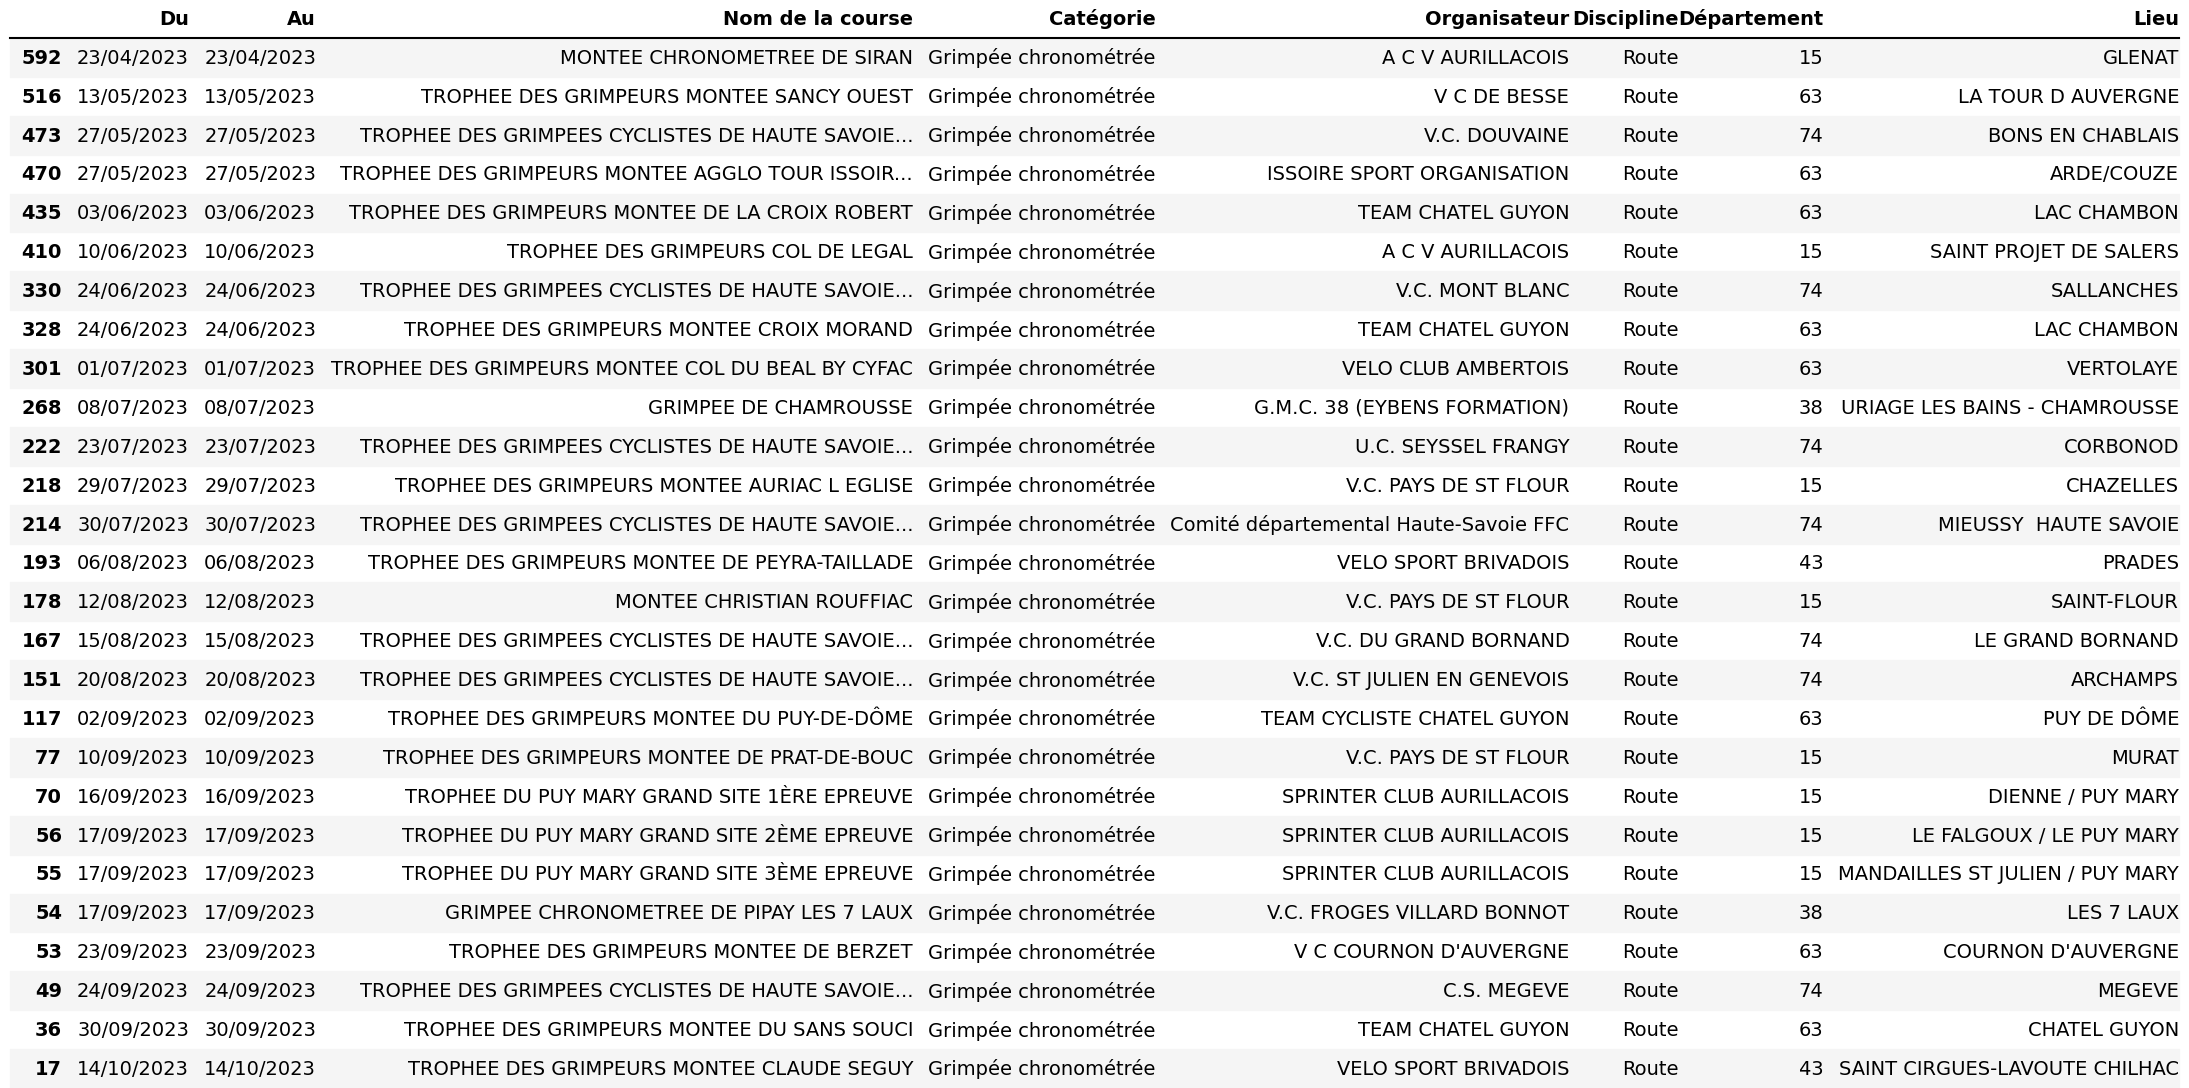 Du Au Nom de la course Catégorie Organisateur Discipline Département Lieu
592 23/04/2023 23/04/2023 MONTEE CHRONOMETREE DE SIRAN Grimpée chronométrée A C V AURILLACOIS Route 15 GLENAT
516 13/05/2023 13/05/2023 TROPHEE DES GRIMPEURS MONTEE SANCY OUEST Grimpée chronométrée V C DE BESSE Route 63 LA TOUR D AUVERGNE
473 27/05/2023 27/05/2023 TROPHEE DES GRIMPEES CYCLISTES DE HAUTE SAVOIE... Grimpée chronométrée V.C. DOUVAINE Route 74 BONS EN CHABLAIS
470 27/05/2023 27/05/2023 TROPHEE DES GRIMPEURS MONTEE AGGLO TOUR ISSOIR... Grimpée chronométrée ISSOIRE SPORT ORGANISATION Route 63 ARDE/COUZE
435 03/06/2023 03/06/2023 TROPHEE DES GRIMPEURS MONTEE DE LA CROIX ROBERT Grimpée chronométrée TEAM CHATEL GUYON Route 63 LAC CHAMBON
410 10/06/2023 10/06/2023 TROPHEE DES GRIMPEURS COL DE LEGAL Grimpée chronométrée A C V AURILLACOIS Route 15 SAINT PROJET DE SALERS
330 24/06/2023 24/06/2023 TROPHEE DES GRIMPEES CYCLISTES DE HAUTE SAVOIE... Grimpée chronométrée V.C. MONT BLANC Route 74 SALLANCHES
328 24/06/2023 24/06/2023 TROPHEE DES GRIMPEURS MONTEE CROIX MORAND Grimpée chronométrée TEAM CHATEL GUYON Route 63 LAC CHAMBON
301 01/07/2023 01/07/2023 TROPHEE DES GRIMPEURS MONTEE COL DU BEAL BY CYFAC Grimpée chronométrée VELO CLUB AMBERTOIS Route 63 VERTOLAYE
268 08/07/2023 08/07/2023 GRIMPEE DE CHAMROUSSE Grimpée chronométrée G.M.C. 38 (EYBENS FORMATION) Route 38 URIAGE LES BAINS - CHAMROUSSE
222 23/07/2023 23/07/2023 TROPHEE DES GRIMPEES CYCLISTES DE HAUTE SAVOIE... Grimpée chronométrée U.C. SEYSSEL FRANGY Route 74 CORBONOD
218 29/07/2023 29/07/2023 TROPHEE DES GRIMPEURS MONTEE AURIAC L EGLISE Grimpée chronométrée V.C. PAYS DE ST FLOUR Route 15 CHAZELLES
214 30/07/2023 30/07/2023 TROPHEE DES GRIMPEES CYCLISTES DE HAUTE SAVOIE... Grimpée chronométrée Comité départemental Haute-Savoie FFC Route 74 MIEUSSY  HAUTE SAVOIE
193 06/08/2023 06/08/2023 TROPHEE DES GRIMPEURS MONTEE DE PEYRA-TAILLADE Grimpée chronométrée VELO SPORT BRIVADOIS Route 43 PRADES
178 12/08/2023 12/08/2023 MONTEE CHRISTIAN ROUFFIAC Grimpée chronométrée V.C. PAYS DE ST FLOUR Route 15 SAINT-FLOUR
167 15/08/2023 15/08/2023 TROPHEE DES GRIMPEES CYCLISTES DE HAUTE SAVOIE... Grimpée chronométrée V.C. DU GRAND BORNAND Route 74 LE GRAND BORNAND
151 20/08/2023 20/08/2023 TROPHEE DES GRIMPEES CYCLISTES DE HAUTE SAVOIE... Grimpée chronométrée V.C. ST JULIEN EN GENEVOIS Route 74 ARCHAMPS
117 02/09/2023 02/09/2023 TROPHEE DES GRIMPEURS MONTEE DU PUY-DE-DÔME Grimpée chronométrée TEAM CYCLISTE CHATEL GUYON Route 63 PUY DE DÔME
77 10/09/2023 10/09/2023 TROPHEE DES GRIMPEURS MONTEE DE PRAT-DE-BOUC Grimpée chronométrée V.C. PAYS DE ST FLOUR Route 15 MURAT
70 16/09/2023 16/09/2023 TROPHEE DU PUY MARY GRAND SITE 1ÈRE EPREUVE Grimpée chronométrée SPRINTER CLUB AURILLACOIS Route 15 DIENNE / PUY MARY
56 17/09/2023 17/09/2023 TROPHEE DU PUY MARY GRAND SITE 2ÈME EPREUVE Grimpée chronométrée SPRINTER CLUB AURILLACOIS Route 15 LE FALGOUX / LE PUY MARY
55 17/09/2023 17/09/2023 TROPHEE DU PUY MARY GRAND SITE 3ÈME EPREUVE Grimpée chronométrée SPRINTER CLUB AURILLACOIS Route 15 MANDAILLES ST JULIEN / PUY MARY
54 17/09/2023 17/09/2023 GRIMPEE CHRONOMETREE DE PIPAY LES 7 LAUX Grimpée chronométrée V.C. FROGES VILLARD BONNOT Route 38 LES 7 LAUX
53 23/09/2023 23/09/2023 TROPHEE DES GRIMPEURS MONTEE DE BERZET Grimpée chronométrée V C COURNON D'AUVERGNE Route 63 COURNON D'AUVERGNE
49 24/09/2023 24/09/2023 TROPHEE DES GRIMPEES CYCLISTES DE HAUTE SAVOIE... Grimpée chronométrée C.S. MEGEVE Route 74 MEGEVE
36 30/09/2023 30/09/2023 TROPHEE DES GRIMPEURS MONTEE DU SANS SOUCI Grimpée chronométrée TEAM CHATEL GUYON Route 63 CHATEL GUYON
17 14/10/2023 14/10/2023 TROPHEE DES GRIMPEURS MONTEE CLAUDE SEGUY Grimpée chronométrée VELO SPORT BRIVADOIS Route 43 SAINT CIRGUES-LAVOUTE CHILHAC